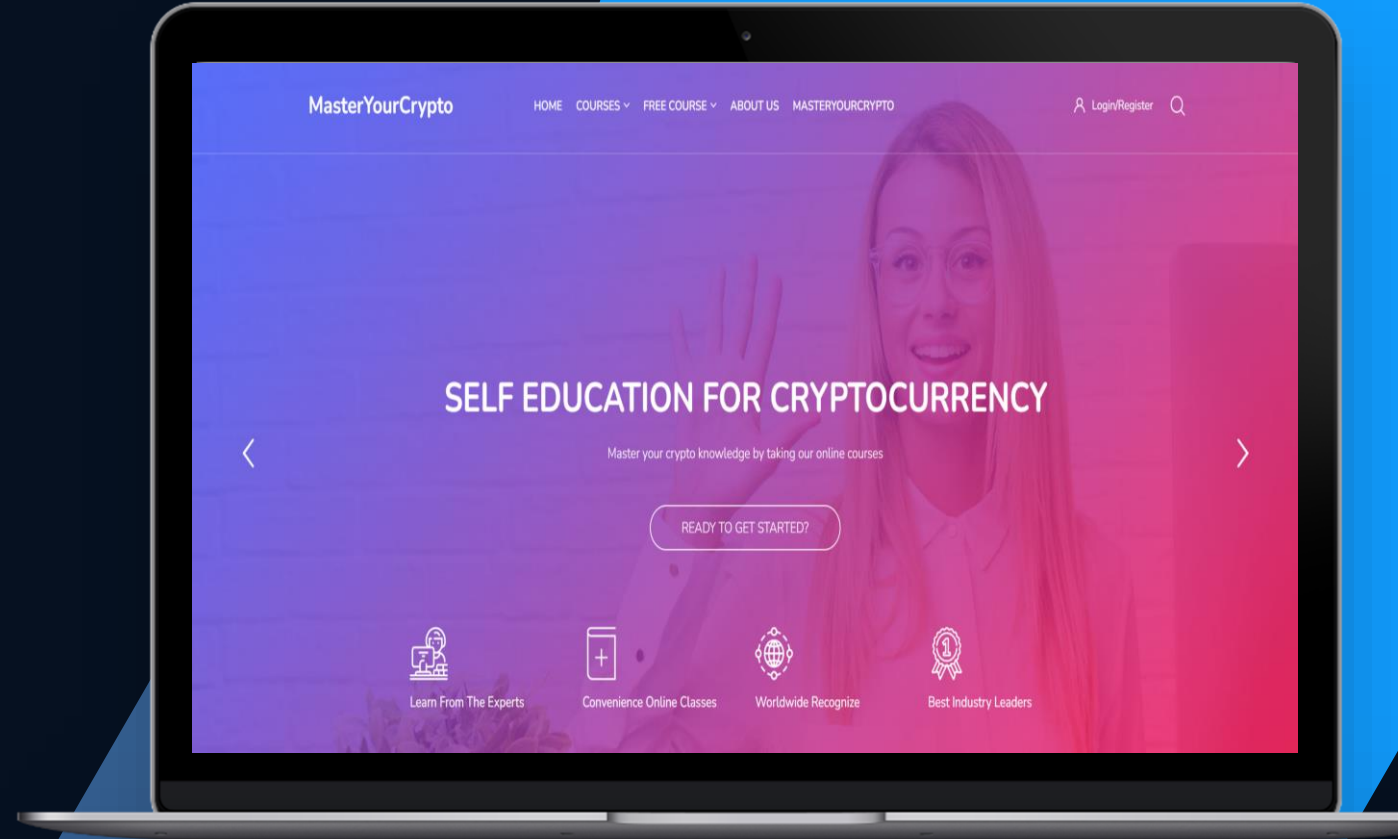 MasterYourCrypto
HOME COURSES FREE COURSE ABOUT US MASTERYOURCRYPTO
Login/Register
SELF EDUCATION FOR CRYPTOCURRENCY
Master your crypto knowledge by taking our online courses
READY TO GET STARTED?
1
Learn From The Experts
Convenience Online Classes
Worldwide Recognize
Best Industry Leaders